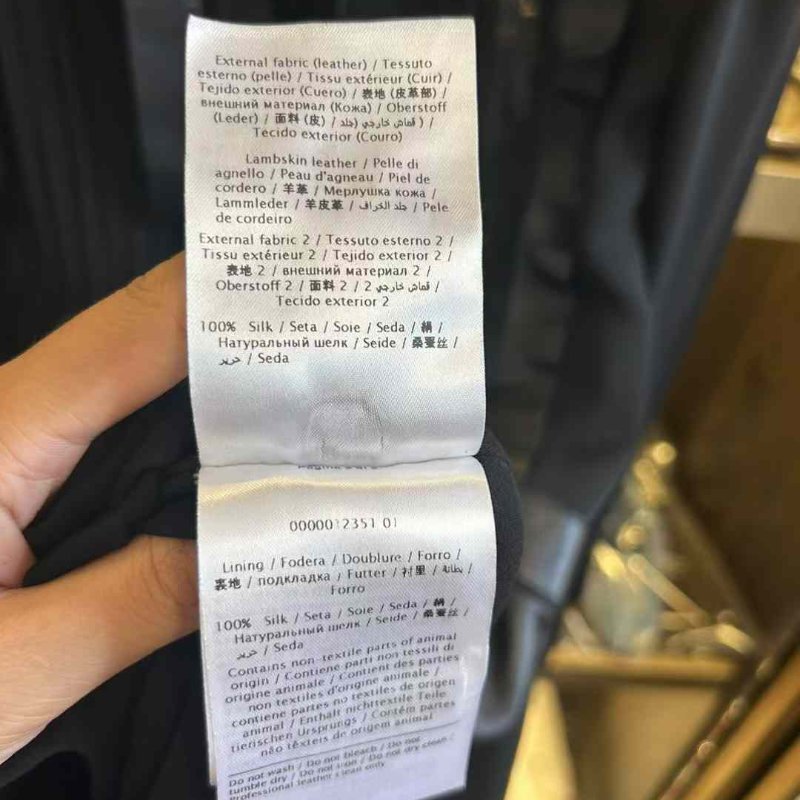 External fabric (leather) / Tessuto
esterno (pelle) / Tissu extérieur (Cuir) /
Tejido exterior (Cuero) / 表地 (皮革部) /
внешний материал (Кожа) / Oberstoff
(Leder) / 面料 (皮) / قماش خارجي (جلد) /
Tecido exterior (Couro)
Lambskin leather / Pelle di
agnello / Peau d'agneau / Piel de
cordero / 羊革 / Мерлушка кожа /
Lammleder / 羊皮革 / جلد الخراف / Pele
de cordeiro
External fabric 2 / Tessuto esterno 2 /
Tissu extérieur 2 / Tejido exterior 2 /
表地 2 / внешний материал 2 /
Oberstoff 2 / 面料 2 / قماش خارجي 2 /
Tecido exterior 2
100% Silk / Seta / Soie / Seda / 絹 /
Натуральный шелк / Seide / 桑蚕丝 /
حرير / Seda
0000012351 01
Lining / Fodera / Doublure / Forro /
裏地 / подкладка / Futter / 衬里 / بطانة /
Forro
100% Silk / Seta / Soie / Seda / 絹 /
Натуральный шелк / Seide / 桑蚕丝 /
حرير / Seda
Contains non-textile parts of animal
origin / Contiene parti non tessili di
origine animale / Contient des parties
non textiles d'origine animale /
contiene partes no textiles de origen
animal / Enthält nichttextile Teile
tierischen Ursprungs / Contém partes
não têxteis de origem animal
Do not wash / Do not bleach / Do not
tumble dry / Do not iron / Do not dry clean /
Professional leather clean only